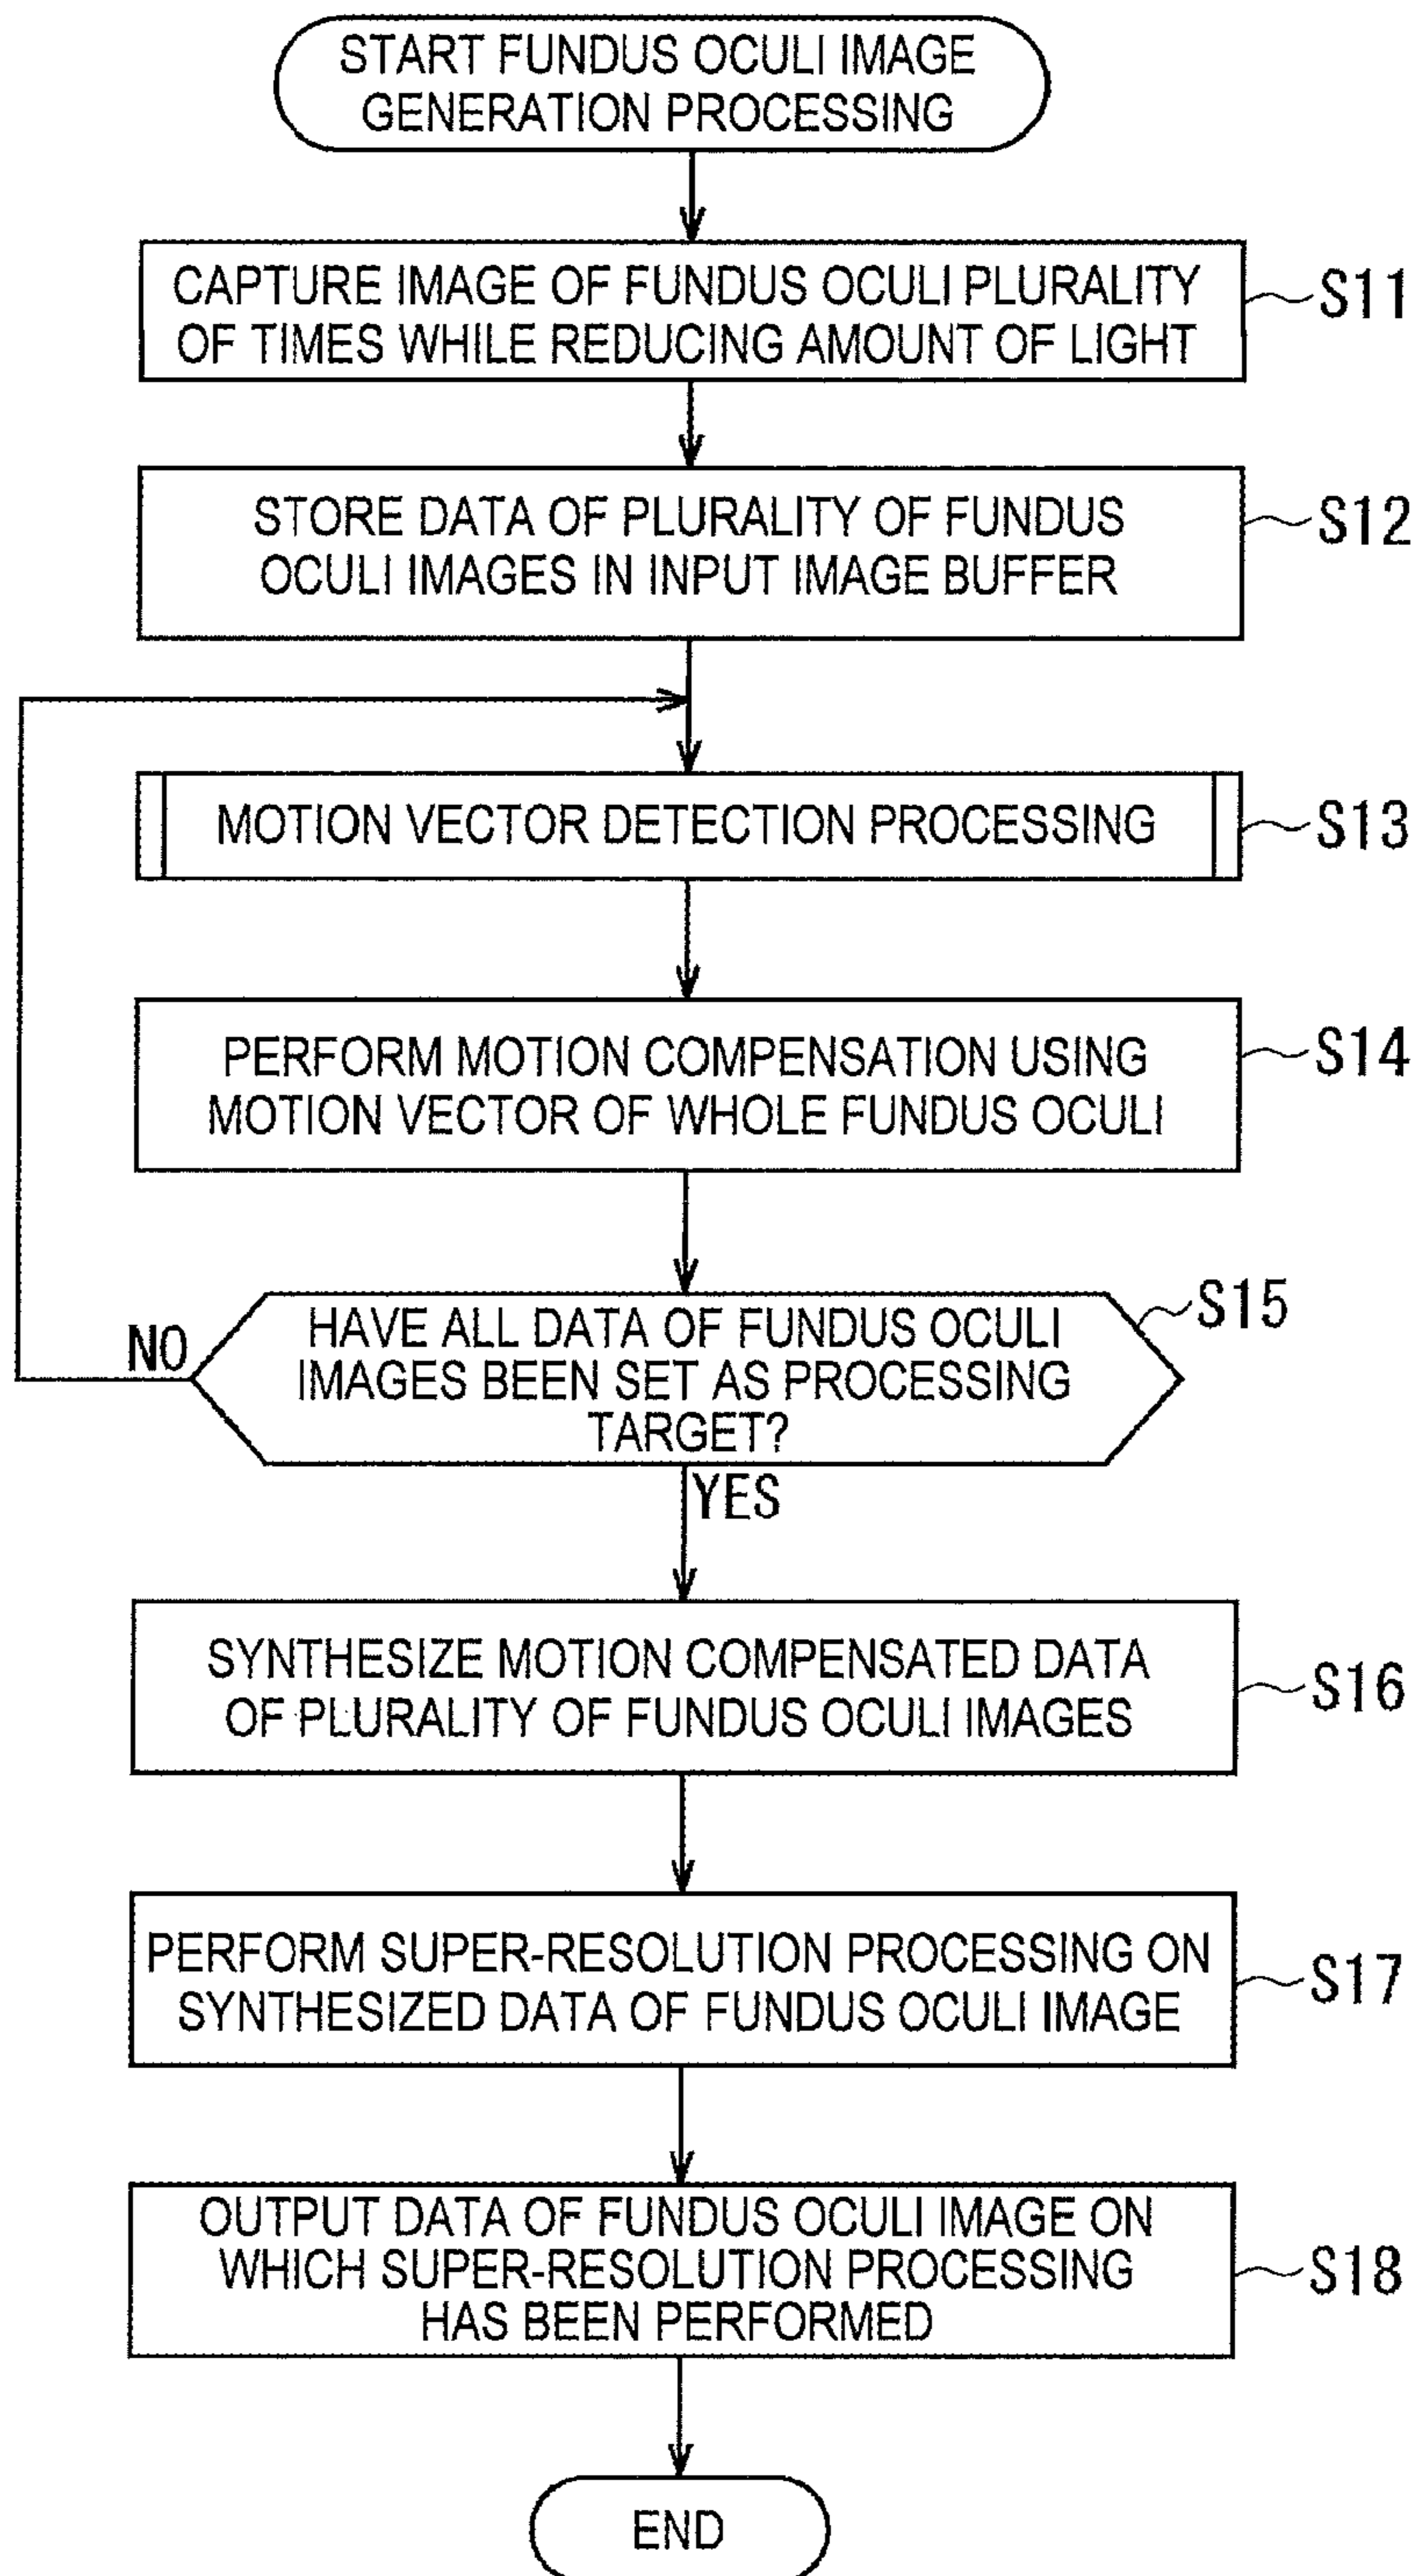 START FUNDUS OCULI IMAGE
GENERATION PROCESSING
CAPTURE IMAGE OF FUNDUS OCULI PLURALITY
OF TIMES WHILE REDUCING AMOUNT OF LIGHT
S11
STORE DATA OF PLURALITY OF FUNDUS
OCULI IMAGES IN INPUT IMAGE BUFFER
S12
MOTION VECTOR DETECTION PROCESSING
S13
PERFORM MOTION COMPENSATION USING
MOTION VECTOR OF WHOLE FUNDUS OCULI
S14
HAVE ALL DATA OF FUNDUS OCULI
IMAGES BEEN SET AS PROCESSING
TARGET?
S15
NO
YES
SYNTHESIZE MOTION COMPENSATED DATA
OF PLURALITY OF FUNDUS OCULI IMAGES
S16
PERFORM SUPER-RESOLUTION PROCESSING ON
SYNTHESIZED DATA OF FUNDUS OCULI IMAGE
S17
OUTPUT DATA OF FUNDUS OCULI IMAGE ON
WHICH SUPER-RESOLUTION PROCESSING
HAS BEEN PERFORMED
S18
END